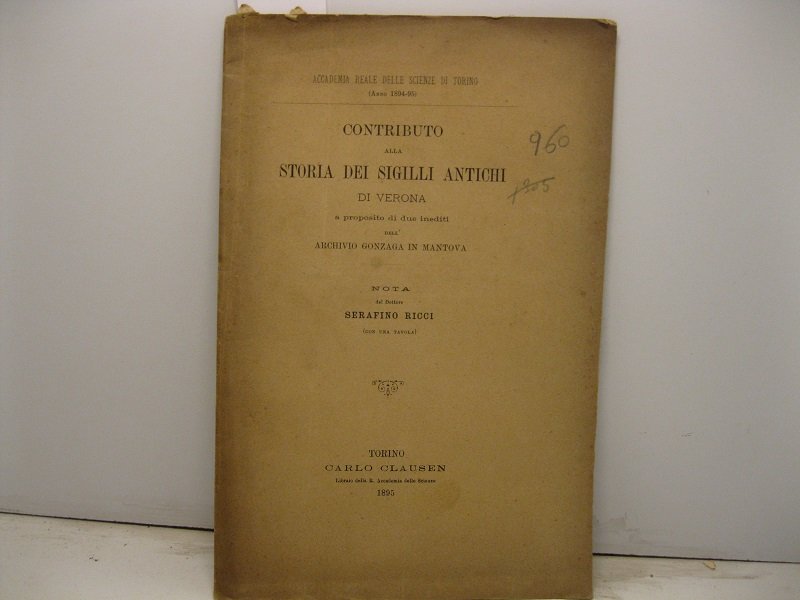 ACCADEMIA REALE DELLE SCIENZE DI TORINO
(Anno 1894-95)
CONTRIBUTO
ALLA
STORIA DEI SIGILLI ANTICHI
DI VERONA
a proposito di due inediti
DELL'
ARCHIVIO GONZAGA IN MANTOVA
NOTA
del Dottore
SERAFINO RICCI
(CON UNA TAVOLA)
TORINO
CARLO CLAUSEN
Libraio della R. Accademia delle Scienze
1895
960